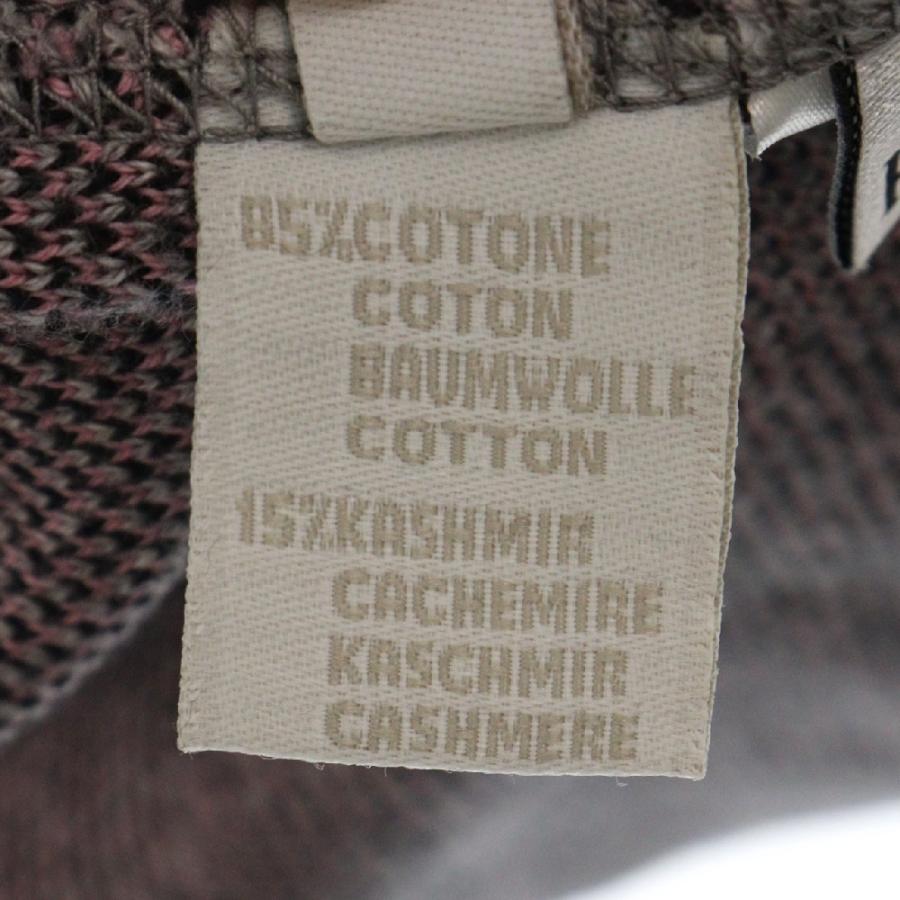 85%COTONE
COTON
BAUMWOLLE
COTTON
15%KASHMIR
CACHEMIRE
KASCHMIR
CASHMERE